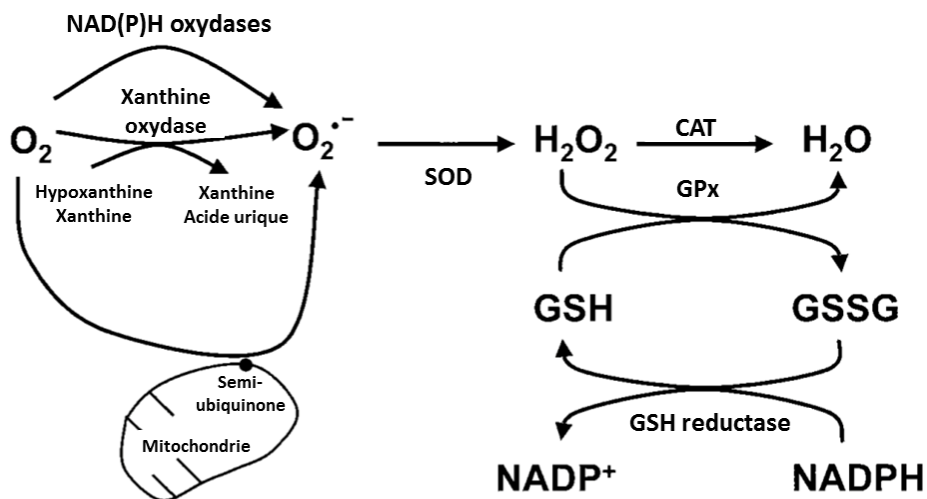 NAD(P)H oxydases
Xanthine
oxydase
O₂
O₂•⁻
Hypoxanthine
Xanthine
Xanthine
Acide urique
SOD
H₂O₂
CAT
H₂O
GPx
GSH
GSSG
Semi-
ubiquinone
Mitochondrie
GSH reductase
NADP⁺
NADPH